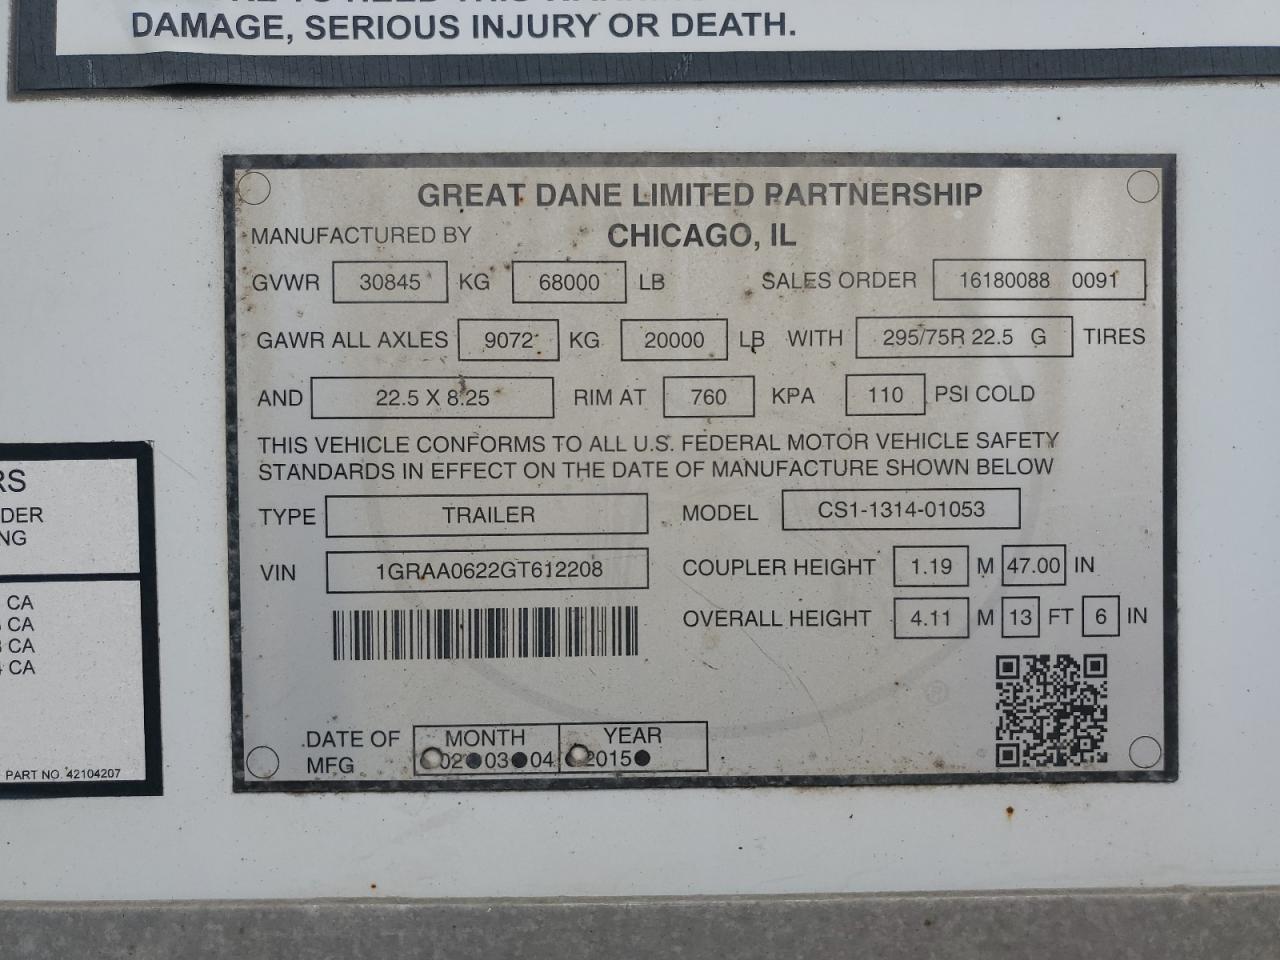 DAMAGE, SERIOUS INJURY OR DEATH.
GREAT DANE LIMITED PARTNERSHIP
MANUFACTURED BY CHICAGO, IL
GVWR 30845 KG 68000 LB SALES ORDER 16180088 0091
GAWR ALL AXLES 9072 KG 20000 LB WITH 295/75R 22.5 G TIRES
AND 22.5 X 8.25 RIM AT 760 KPA 110 PSI COLD
THIS VEHICLE CONFORMS TO ALL U.S. FEDERAL MOTOR VEHICLE SAFETY
STANDARDS IN EFFECT ON THE DATE OF MANUFACTURE SHOWN BELOW
TYPE TRAILER MODEL CS1-1314-01053
VIN 1GRAA0622GT612208 COUPLER HEIGHT 1.19 M 47.00 IN
OVERALL HEIGHT 4.11 M 13 FT 6 IN
®
DATE OF MONTH YEAR
MFG 02 03 04 2015
RS
DER
NG
CA
CA
CA
CA
PART NO. 42104207